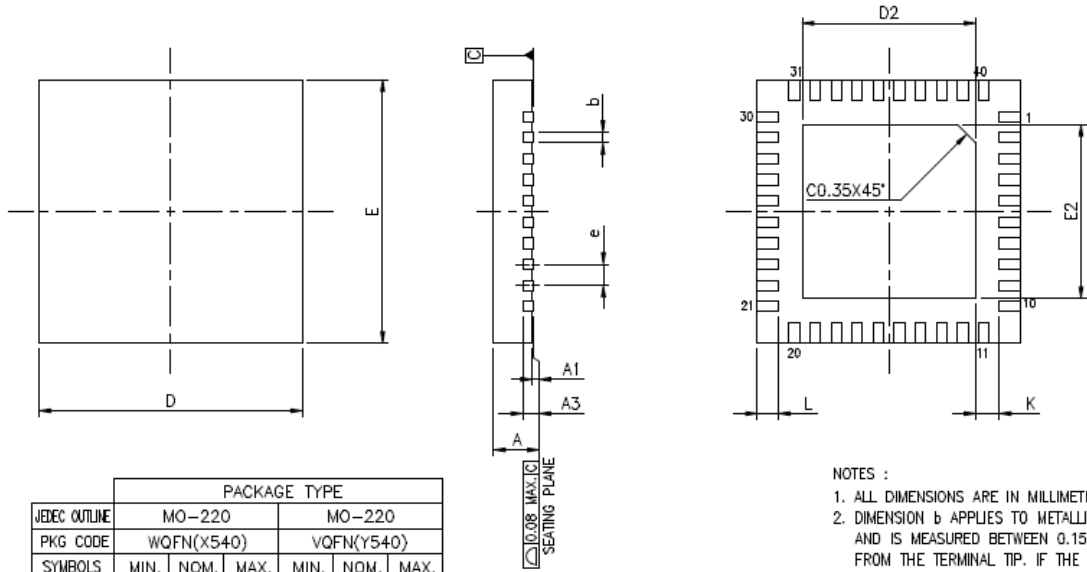 D2
C
31
40
b
30
1
C0.35X45°
E
E2
e
21
10
20
11
A1
D
A3
L
K
A
0.08 MAX. C
SEATING PLANE
NOTES :
PACKAGE TYPE
1. ALL DIMENSIONS ARE IN MILLIMET
JEDEC OUTLINE MO-220 MO-220
2. DIMENSION b APPLIES TO METALLI
PKG CODE WQFN(X540) VQFN(Y540)
AND IS MEASURED BETWEEN 0.15
SYMBOLS MIN. NOM. MAX. MIN. NOM. MAX.
FROM THE TERMINAL TIP. IF THE